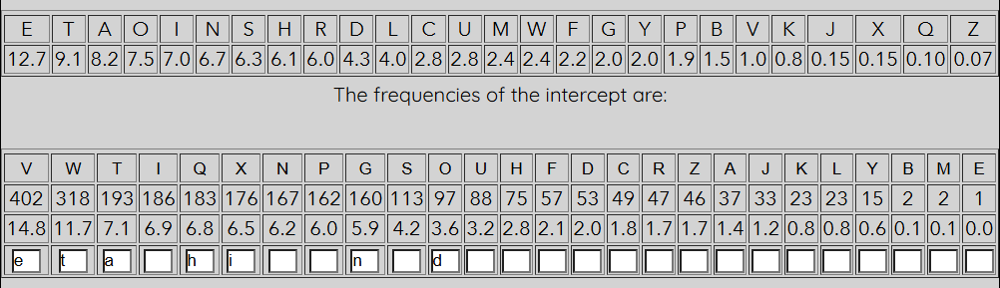 E T A O I N S H R D L C U M W F G Y P B V K J X Q Z
12.7 9.1 8.2 7.5 7.0 6.7 6.3 6.1 6.0 4.3 4.0 2.8 2.8 2.4 2.4 2.2 2.0 2.0 1.9 1.5 1.0 0.8 0.15 0.15 0.10 0.07
The frequencies of the intercept are:
V W T I Q X N P G S O U H F D C R Z A J K L Y B M E
402 318 193 186 183 176 167 162 160 113 97 88 75 57 53 49 47 46 37 33 23 23 15 2 2 1
14.8 11.7 7.1 6.9 6.8 6.5 6.2 6.0 5.9 4.2 3.6 3.2 2.8 2.1 2.0 1.8 1.7 1.7 1.4 1.2 0.8 0.8 0.6 0.1 0.1 0.0
e t a h i n d